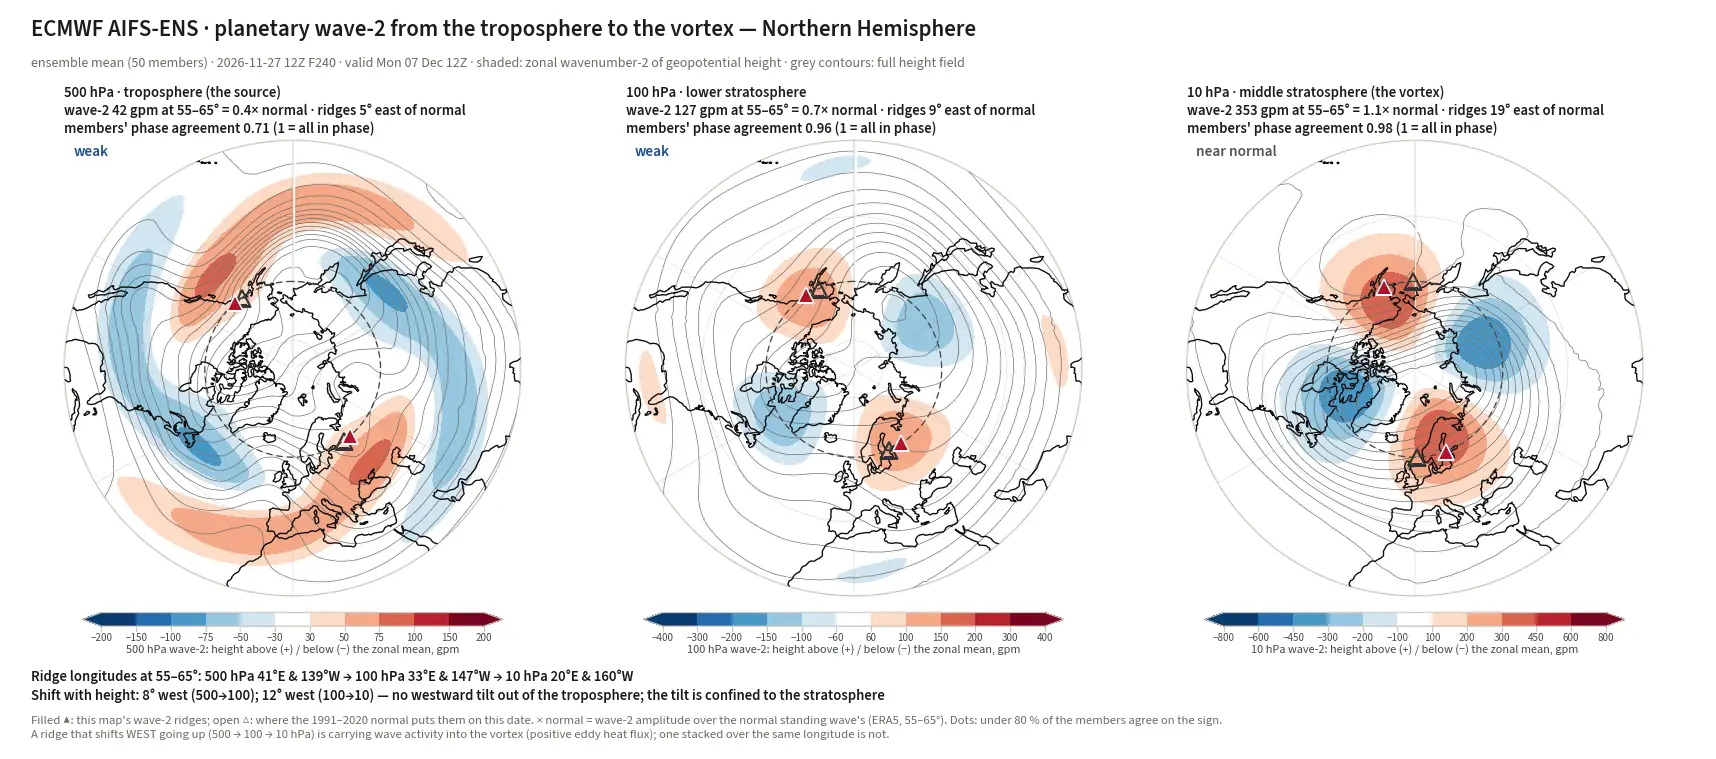 ECMWF AIFS-ENS · planetary wave-2 from the troposphere to the vortex — Northern Hemisphere
ensemble mean (50 members) · 2026-11-27 12Z F240 · valid Mon 07 Dec 12Z · shaded: zonal wavenumber-2 of geopotential height · grey contours: full height field
500 hPa · troposphere (the source)
wave-2 42 gpm at 55–65° = 0.4× normal · ridges 5° east of normal
members' phase agreement 0.71 (1 = all in phase)
weak
100 hPa · lower stratosphere
wave-2 127 gpm at 55–65° = 0.7× normal · ridges 9° east of normal
members' phase agreement 0.96 (1 = all in phase)
weak
10 hPa · middle stratosphere (the vortex)
wave-2 353 gpm at 55–65° = 1.1× normal · ridges 19° east of normal
members' phase agreement 0.98 (1 = all in phase)
near normal
−200 −150 −100 −75 −50 −30 30 50 75 100 150 200
500 hPa wave-2: height above (+) / below (−) the zonal mean, gpm
−400 −300 −200 −150 −100 −60 60 100 150 200 300 400
100 hPa wave-2: height above (+) / below (−) the zonal mean, gpm
−800 −600 −450 −300 −200 −100 100 200 300 450 600 800
10 hPa wave-2: height above (+) / below (−) the zonal mean, gpm
Ridge longitudes at 55–65°: 500 hPa 41°E & 139°W → 100 hPa 33°E & 147°W → 10 hPa 20°E & 160°W
Shift with height: 8° west (500→100); 12° west (100→10) — no westward tilt out of the troposphere; the tilt is confined to the stratosphere
Filled ▲: this map's wave-2 ridges; open △: where the 1991–2020 normal puts them on this date. × normal = wave-2 amplitude over the normal standing wave's (ERA5, 55–65°). Dots: under 80 % of the members agree on the sign.
A ridge that shifts WEST going up (500 → 100 → 10 hPa) is carrying wave activity into the vortex (positive eddy heat flux); one stacked over the same longitude is not.